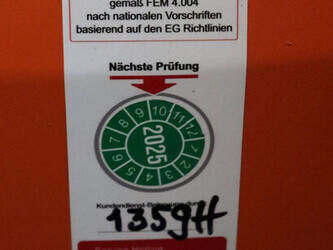 gemäß FEM 4.004
nach nationalen Vorschriften
basierend auf den EG Richtlinien
Nächste Prüfung
1 2 3 4 5 6 7 8 9 10 11 12
2025
1359H